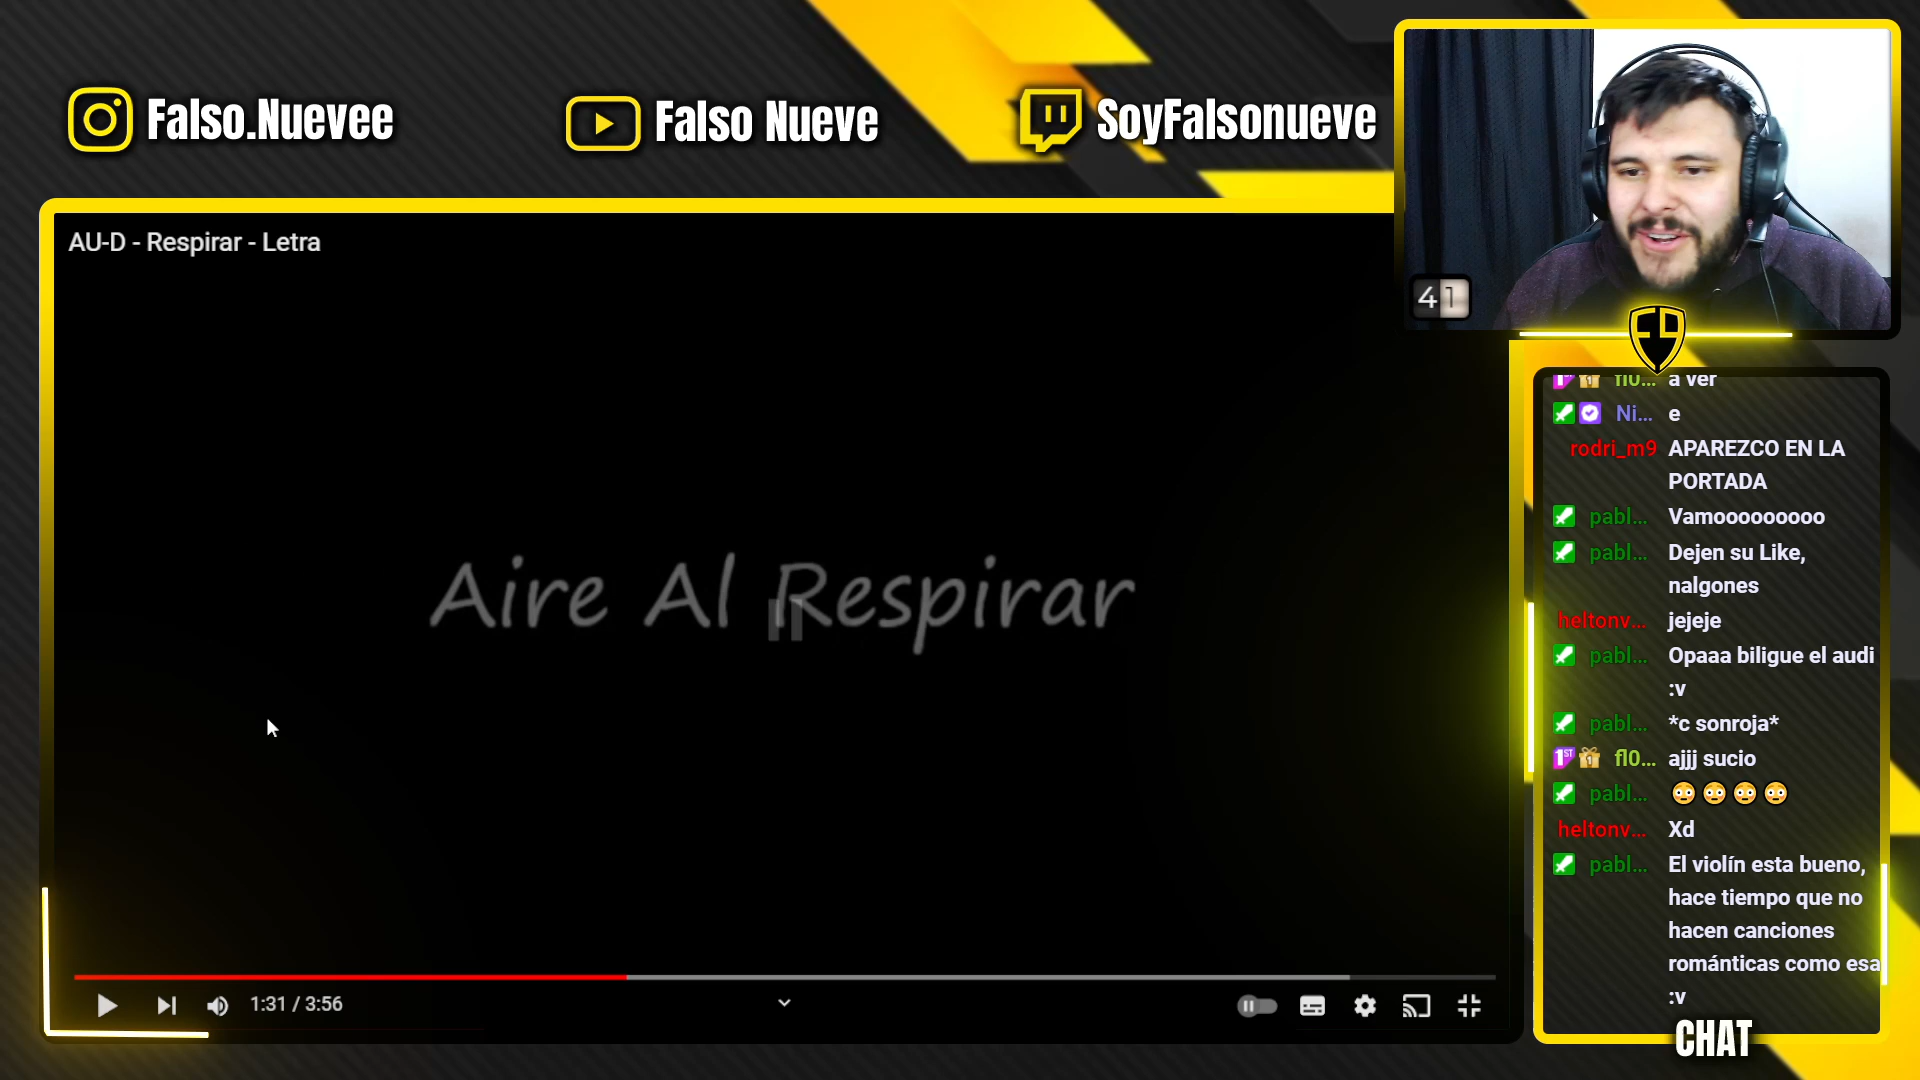 Falso.Nuevee
Falso Nueve
SoyFalsonueve
AU-D - Respirar - Letra
41
Aire Al Respirar
1:31 / 3:56
fl0... a ver
Ni... e
rodri_m9 APAREZCO EN LA
PORTADA
pabl... Vamooooooooo
pabl... Dejen su Like,
nalgones
heltonv... jejeje
pabl... Opaaa biligue el audi
:v
pabl... *c sonroja*
1ST fl0... ajjj sucio
pabl... 😳😳😳😳
heltonv... Xd
pabl... El violín esta bueno,
hace tiempo que no
hacen canciones
románticas como esa
:v
CHAT